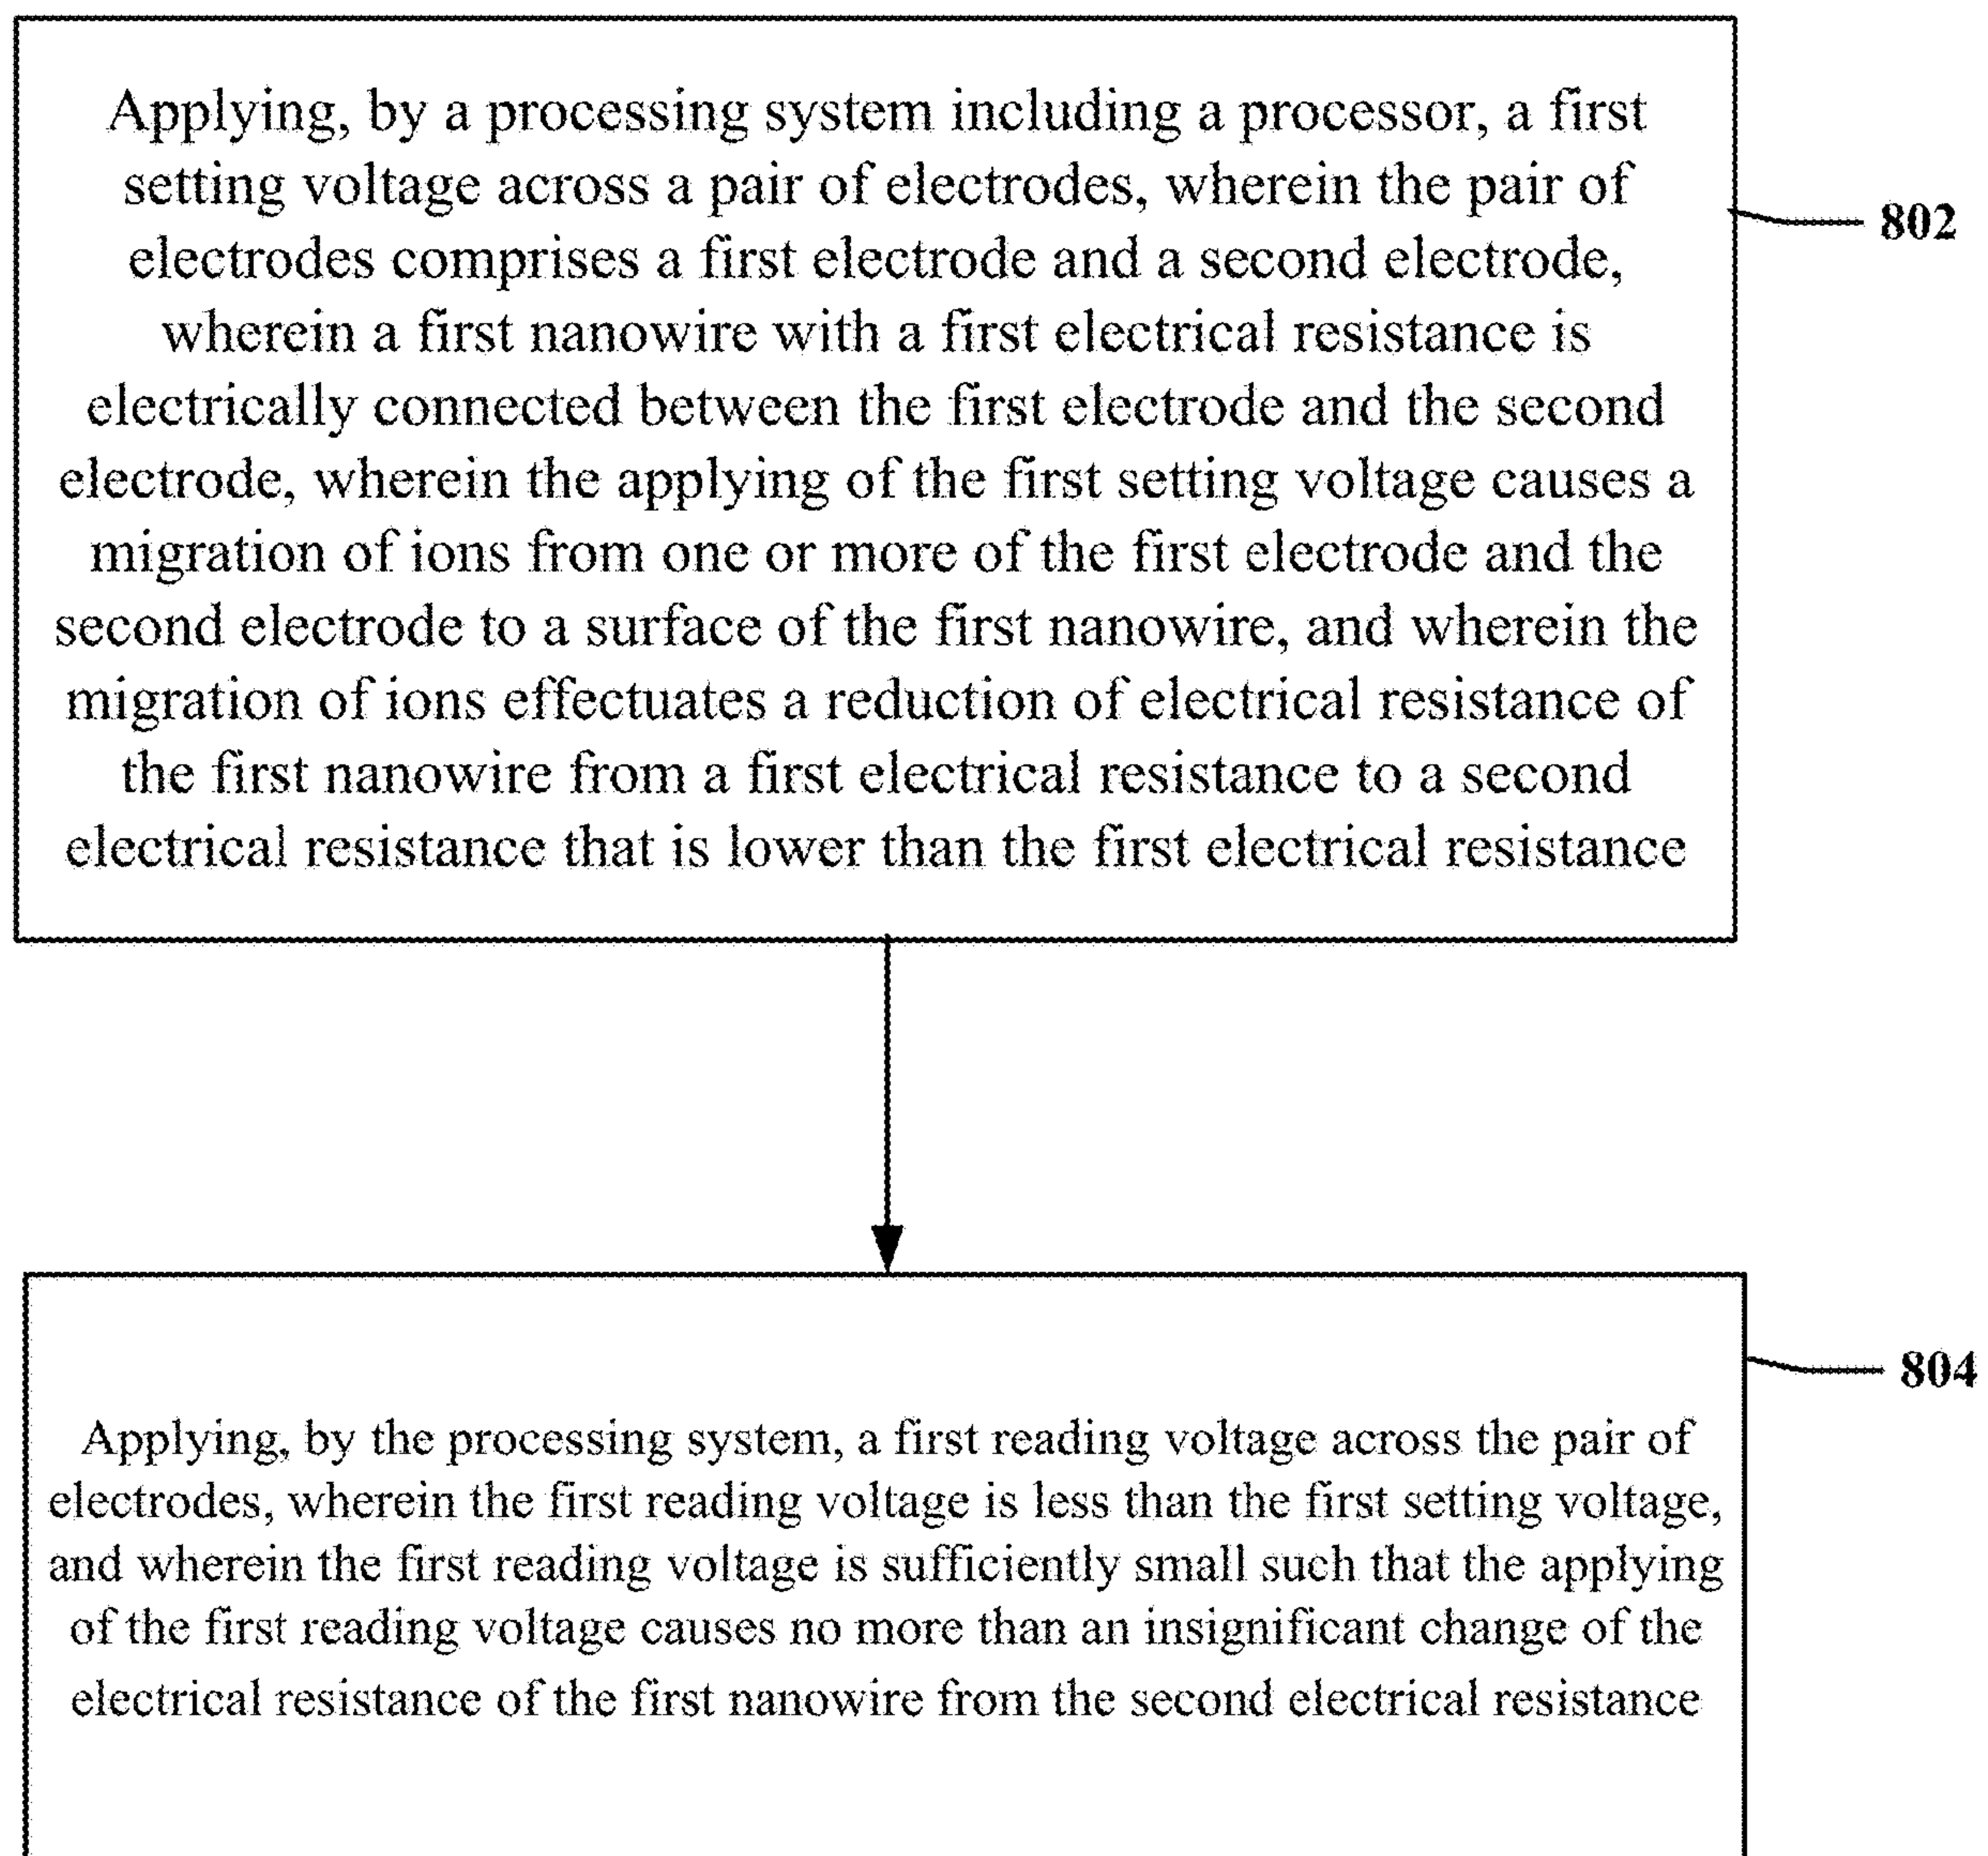 Applying, by a processing system including a processor, a first
setting voltage across a pair of electrodes, wherein the pair of
electrodes comprises a first electrode and a second electrode,
wherein a first nanowire with a first electrical resistance is
electrically connected between the first electrode and the second
electrode, wherein the applying of the first setting voltage causes a
migration of ions from one or more of the first electrode and the
second electrode to a surface of the first nanowire, and wherein the
migration of ions effectuates a reduction of electrical resistance of
the first nanowire from a first electrical resistance to a second
electrical resistance that is lower than the first electrical resistance
802
Applying, by the processing system, a first reading voltage across the pair of
electrodes, wherein the first reading voltage is less than the first setting voltage,
and wherein the first reading voltage is sufficiently small such that the applying
of the first reading voltage causes no more than an insignificant change of the
electrical resistance of the first nanowire from the second electrical resistance
804